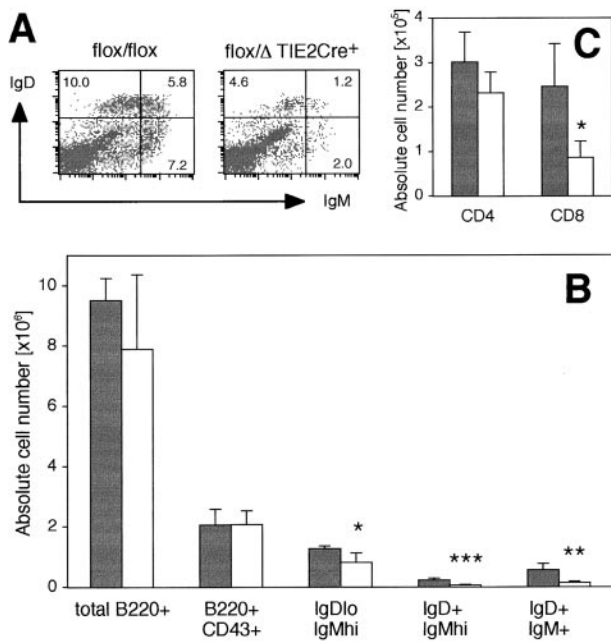 A
flox/flox
flox/Δ TIE2Cre+
IgD
10.0
5.8
7.2
4.6
1.2
2.0
IgM
C
Absolute cell number [x10⁵]
4
3
2
1
0
*
CD4
CD8
B
Absolute cell number [x10⁶]
10
8
6
4
2
0
*
***
**
total B220+
B220+
CD43+
IgDlo
IgMhi
IgD+
IgMhi
IgD+
IgM+